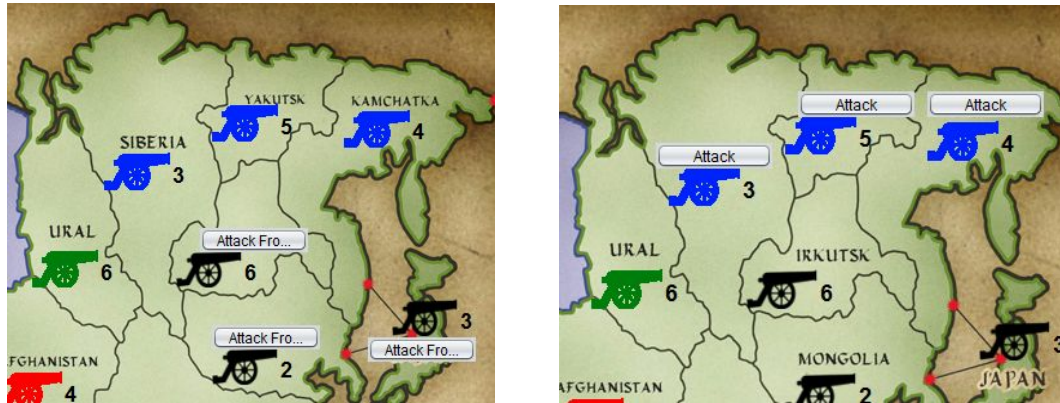 YAKUTSK
KAMCHATKA
5
4
SIBERIA
3
URAL
Attack Fro...
6
6
3
Attack Fro...
Attack Fro...
2
AFGHANISTAN
4
Attack
Attack
5
4
Attack
3
URAL
IRKUTSK
6
6
3
MONGOLIA
JAPAN
AFGHANISTAN
2